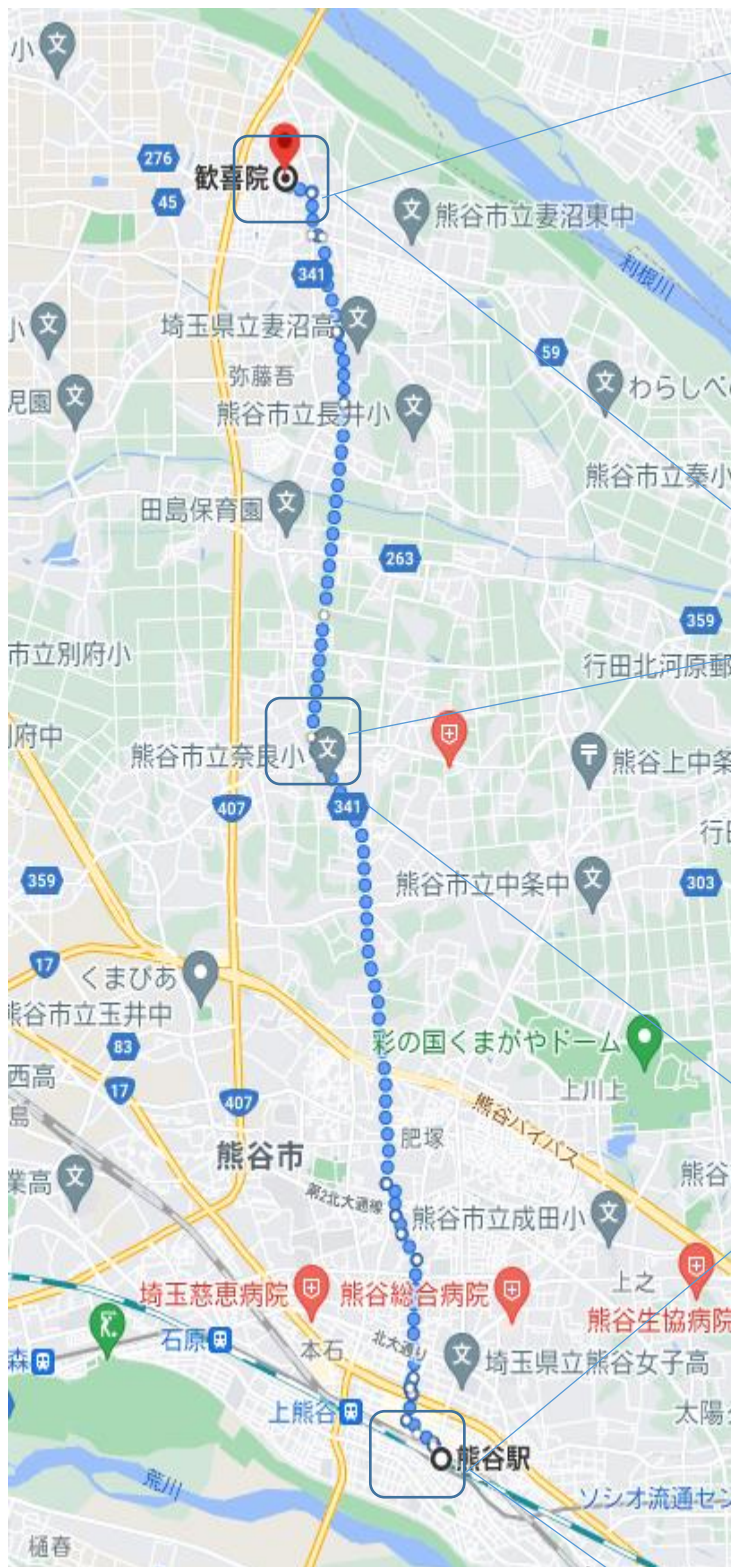 小
276
歓喜院
45
熊谷市立妻沼東中
利根川
341
小
埼玉県立妻沼高
59
弥藤吾
わらしべの
児園
熊谷市立長井小
熊谷市立秦小
田島保育園
263
359
市立別府小
行田北河原郵
府中
熊谷市立奈良小
熊谷上中条
407
341
行田
359
熊谷市立中条中
303
17
くまぴあ
熊谷市立玉井中
彩の国くまがやドーム
83
西高
17
上川上
島
407
熊谷バイパス
肥塚
熊谷市
熊谷
業高
第2北大通線
熊谷市立成田小
上之
埼玉慈恵病院
熊谷総合病院
熊谷生協病院
石原
本石
北大通り
森
埼玉県立熊谷女子高
上熊谷
太陽
熊谷駅
荒川
ソシオ流通セン
樋春